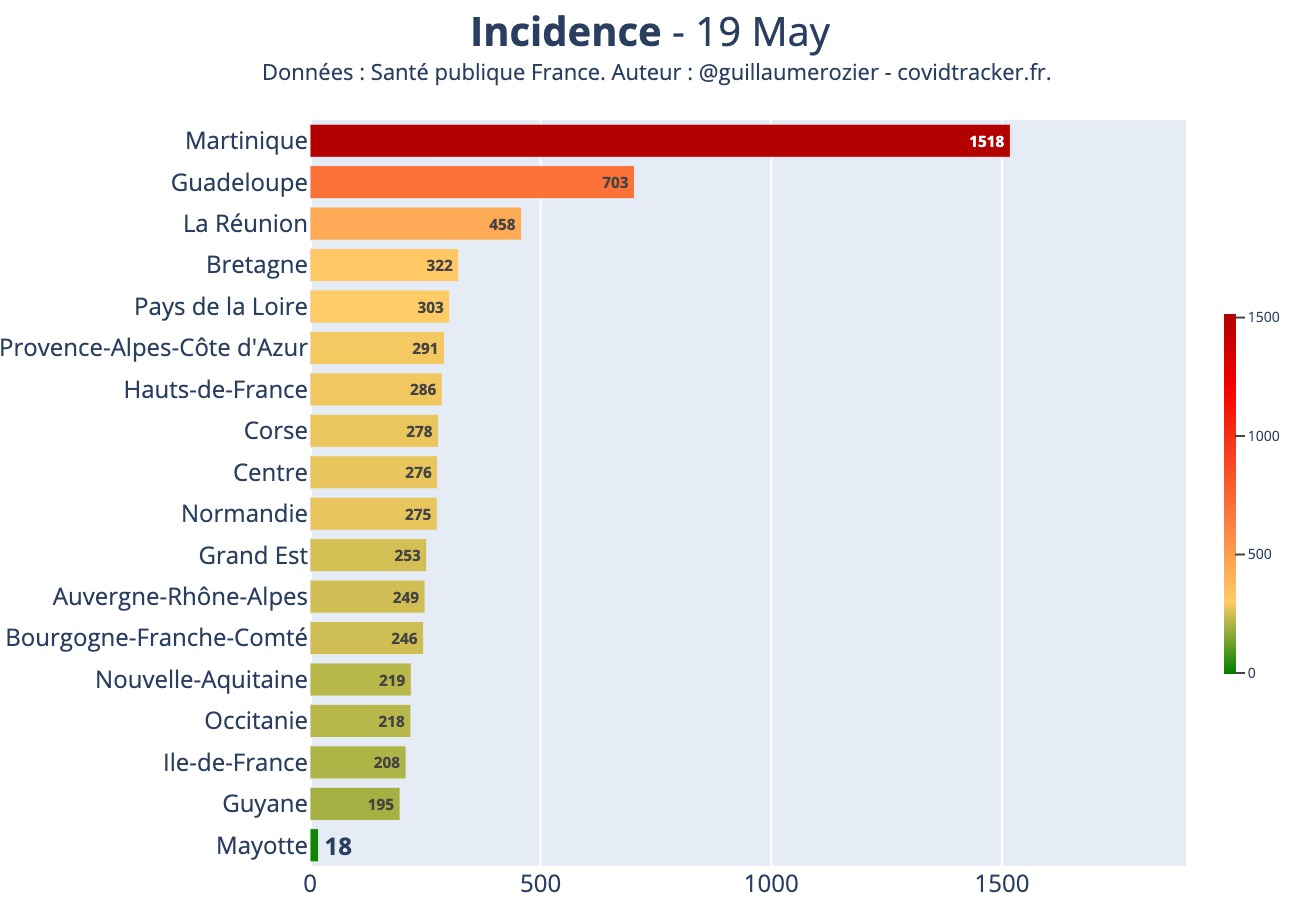 Incidence - 19 May
Données : Santé publique France. Auteur : @guillaumerozier - covidtracker.fr.
Martinique 1518
Guadeloupe 703
La Réunion 458
Bretagne 322
Pays de la Loire 303
Provence-Alpes-Côte d'Azur 291
Hauts-de-France 286
Corse 278
Centre 276
Normandie 275
Grand Est 253
Auvergne-Rhône-Alpes 249
Bourgogne-Franche-Comté 246
Nouvelle-Aquitaine 219
Occitanie 218
Ile-de-France 208
Guyane 195
Mayotte 18
0 500 1000 1500
1500
1000
500
0